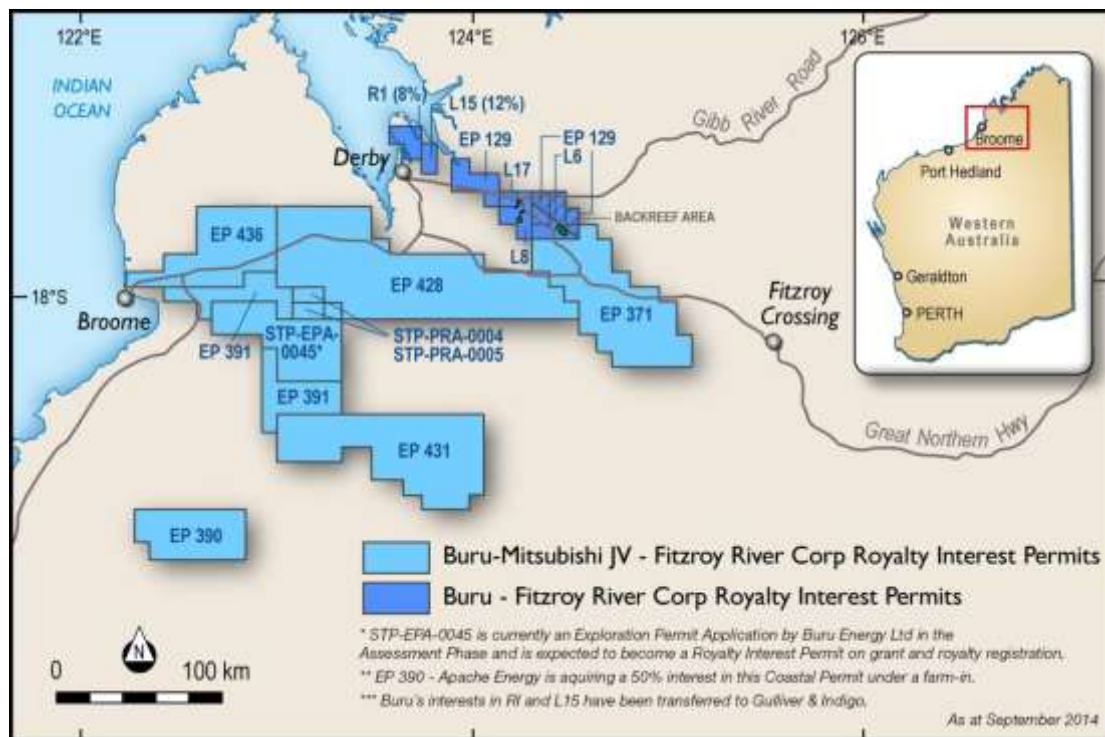 122°E
124°E
126°E
INDIAN
OCEAN
R1 (8%)
L15 (12%)
EP 129
EP 129
L6
L17
Derby
Gibb River Road
BACKREEF AREA
L8
EP 436
EP 428
EP 371
18°S
Broome
Fitzroy
Crossing
EP 391
STP-EPA-
0045*
STP-PRA-0004
STP-PRA-0005
EP 391
EP 431
Great Northern Hwy
EP 390
Broome
Port Hedland
Western
Australia
Geraldton
PERTH
Buru-Mitsubishi JV - Fitzroy River Corp Royalty Interest Permits
Buru - Fitzroy River Corp Royalty Interest Permits
* STP-EPA-0045 is currently an Exploration Permit Application by Buru Energy Ltd in the
Assessment Phase and is expected to become a Royalty Interest Permit on grant and royalty registration.
** EP 390 - Apache Energy is aquiring a 50% interest in this Coastal Permit under a farm-in.
*** Buru's interests in RI and L15 have been transferred to Gulliver & Indigo.
As at September 2014
N
0 100 km